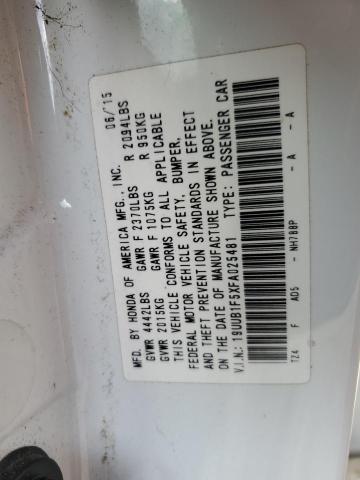 MFD. BY HONDA OF AMERICA MFG., INC. 06/15
GVWR 4442LBS GAWR F 2370LBS R 2094LBS
GVWR 2015KG GAWR F 1075KG R 950KG
THIS VEHICLE CONFORMS TO ALL APPLICABLE
FEDERAL MOTOR VEHICLE SAFETY, BUMPER,
AND THEFT PREVENTION STANDARDS IN EFFECT
ON THE DATE OF MANUFACTURE SHOWN ABOVE.
V.I.N.: 19UUB1F5XFA025481 TYPE: PASSENGER CAR
TZ4 F AD5 - NH788P - A - A